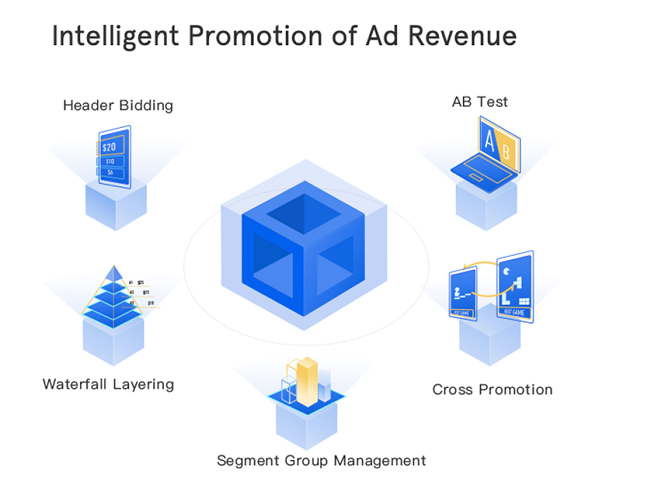 Intelligent Promotion of Ad Revenue
Header Bidding
AB Test
$20
$10
$6
A B
Waterfall Layering
Cross Promotion
Segment Group Management